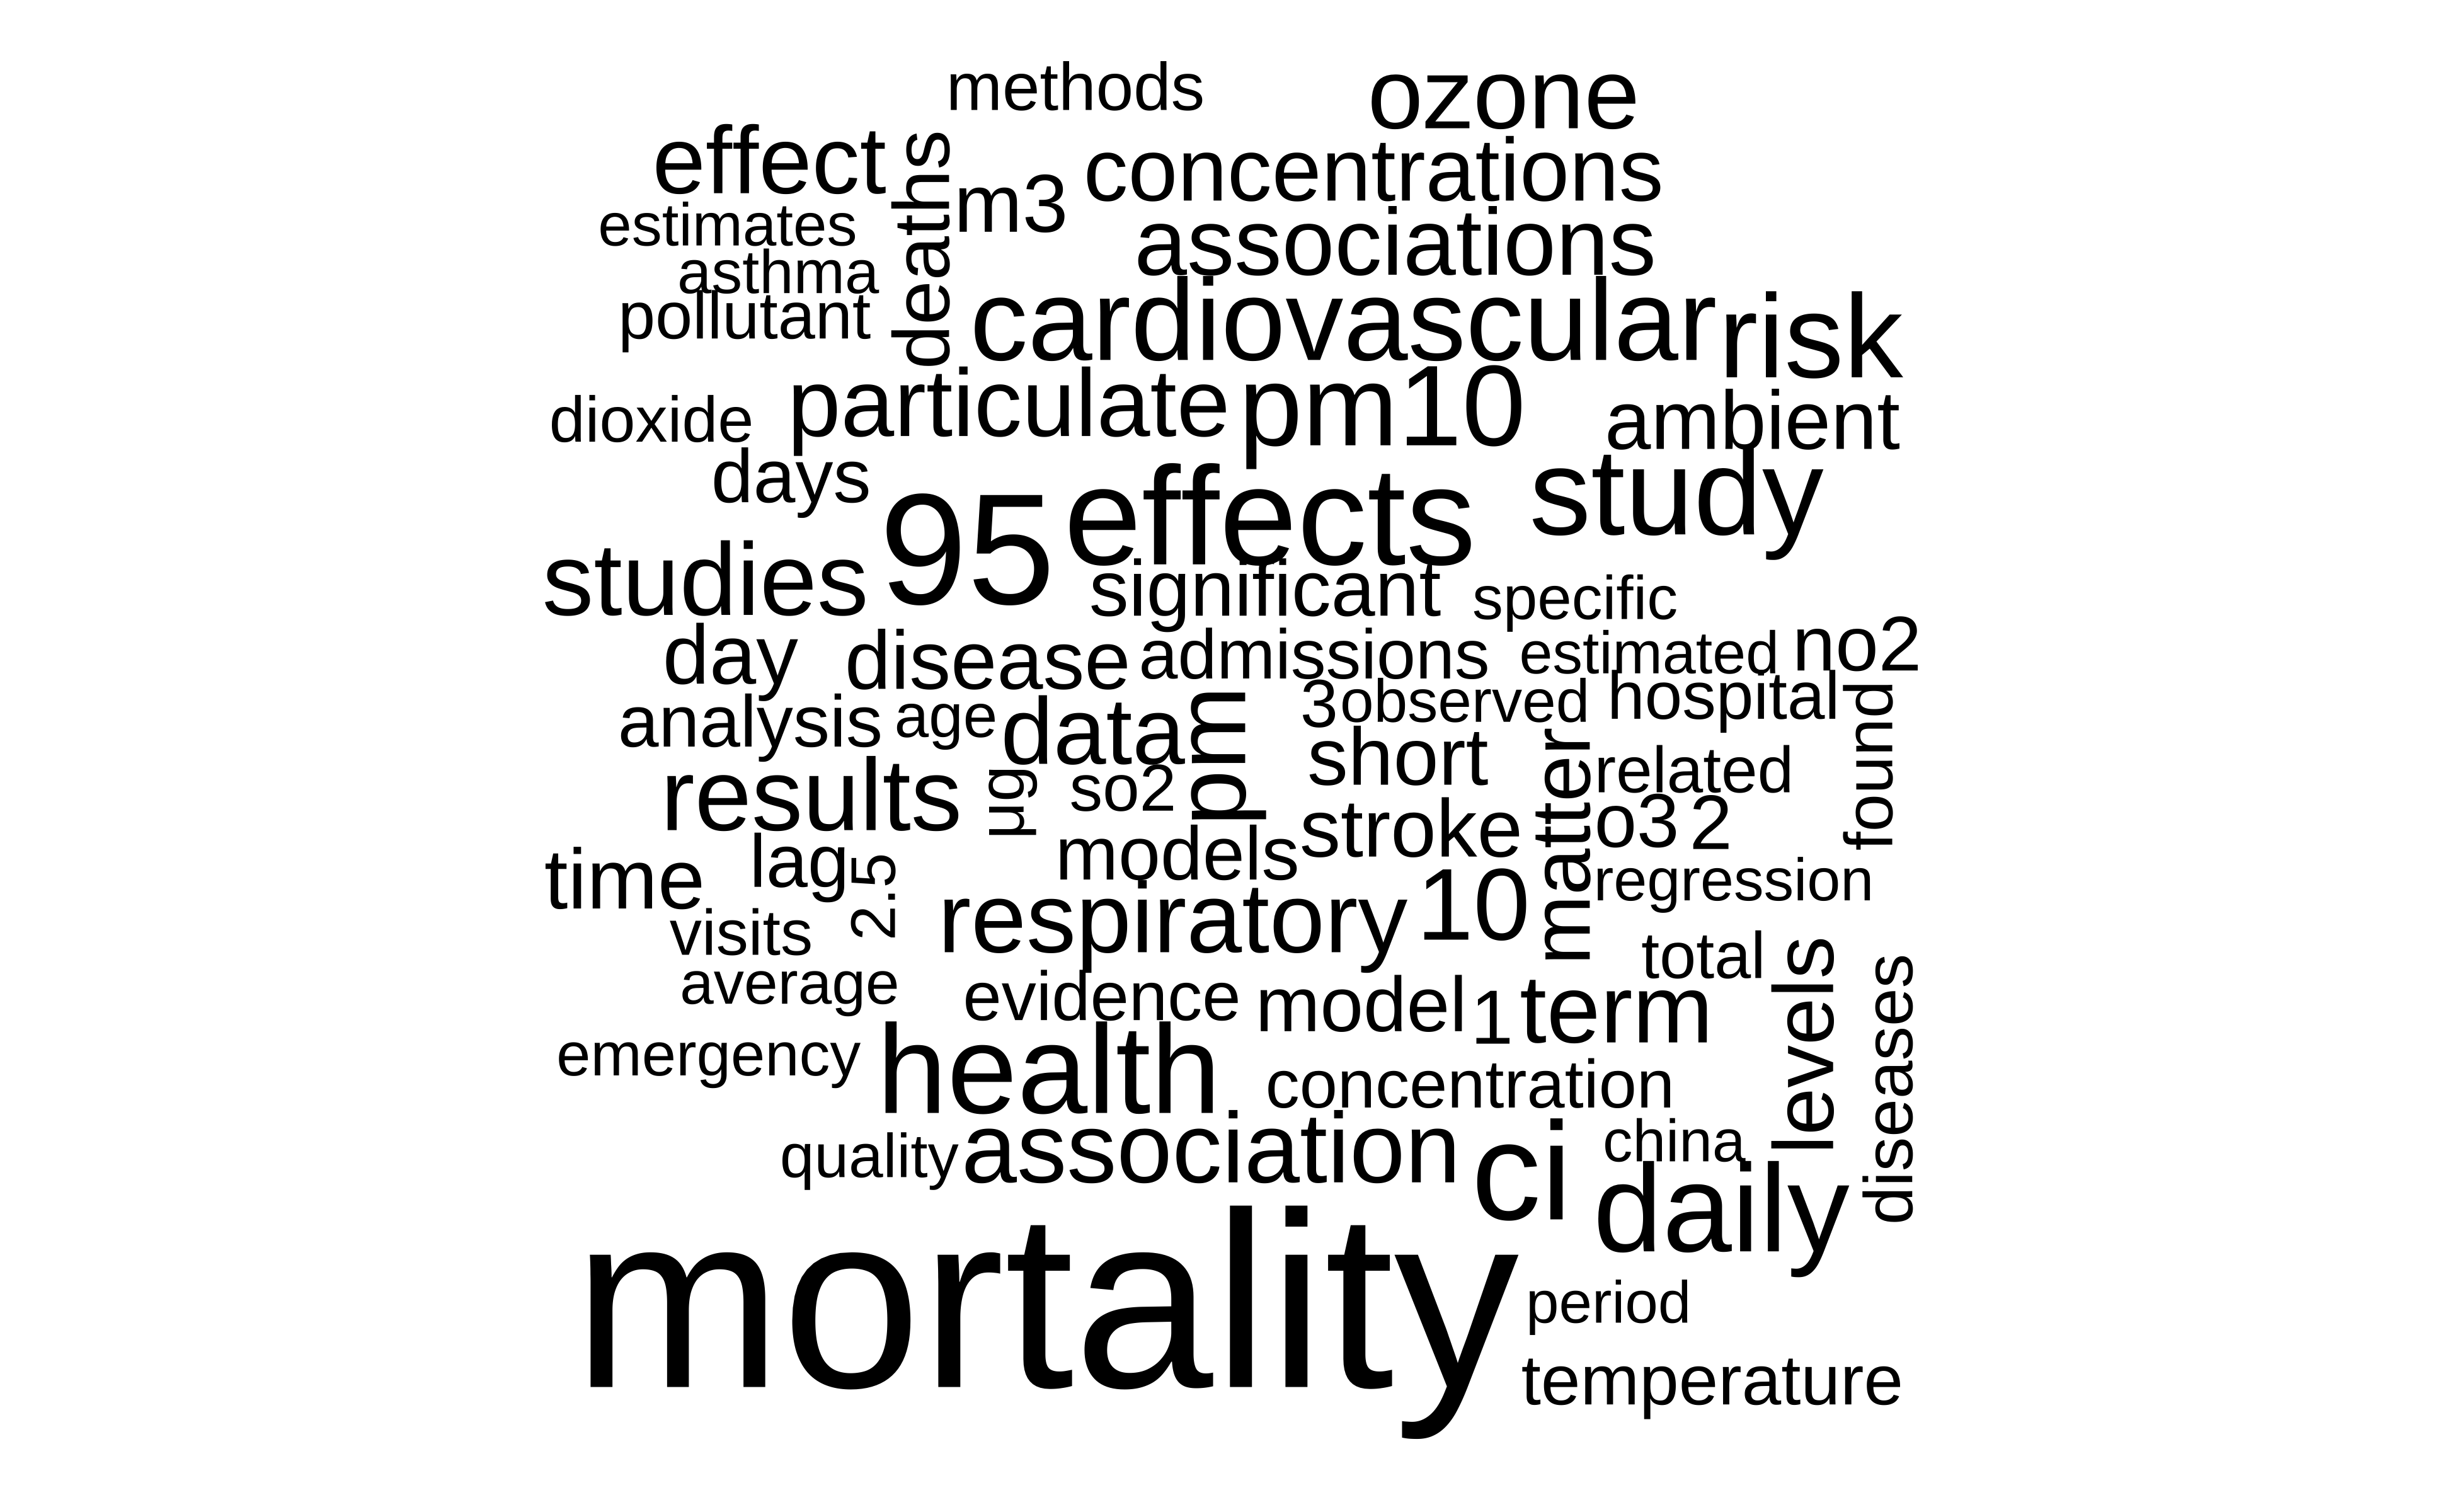 methods
ozone
effect
deaths
m3
concentrations
estimates
associations
asthma
pollutant
cardiovascular
risk
dioxide
particulate
pm10
ambient
days
95
effects
study
studies
significant
specific
day
disease
admissions
estimated
no2
analysis
age
data
pm
3
observed
hospital
found
results
µg
so2
short
matter
related
time
lag
2.5
models
stroke
o3
2
visits
respiratory
10
regression
average
evidence
model
1
term
total
levels
diseases
emergency
health
concentration
quality
association
ci
china
daily
mortality
period
temperature